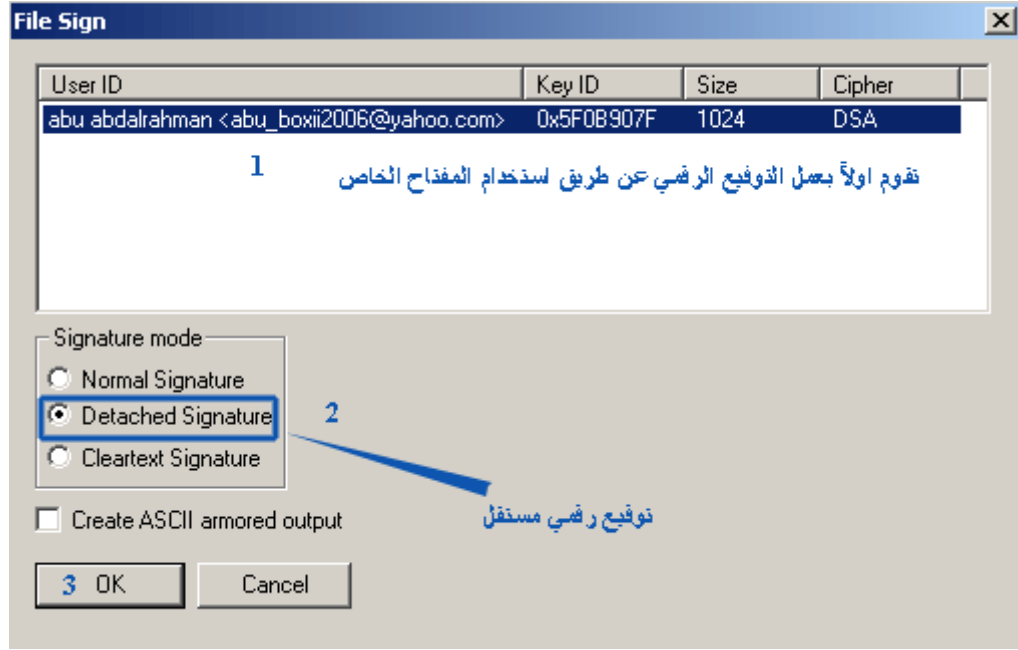 File Sign
User ID Key ID Size Cipher
abu abdalrahman <abu_boxii2006@yahoo.com> 0x5F0B907F 1024 DSA
1 نقوم اولاً بعمل التوقيع الرقمي عن طريق استخدام المفتاح الخاص
Signature mode
Normal Signature
Detached Signature 2
Cleartext Signature
توقيع رقمي مستقل
Create ASCII armored output
3 OK Cancel